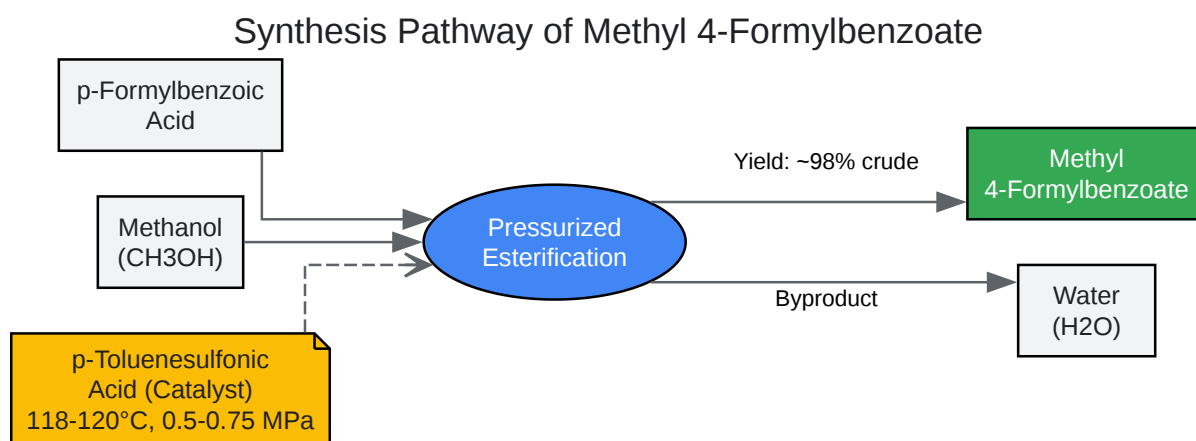 Synthesis Pathway of Methyl 4-Formylbenzoate
p-Formylbenzoic
Acid
Methanol
(CH3OH)
p-Toluenesulfonic
Acid (Catalyst)
118-120°C, 0.5-0.75 MPa
Pressurized
Esterification
Yield: ~98% crude
Byproduct
Methyl
4-Formylbenzoate
Water
(H2O)